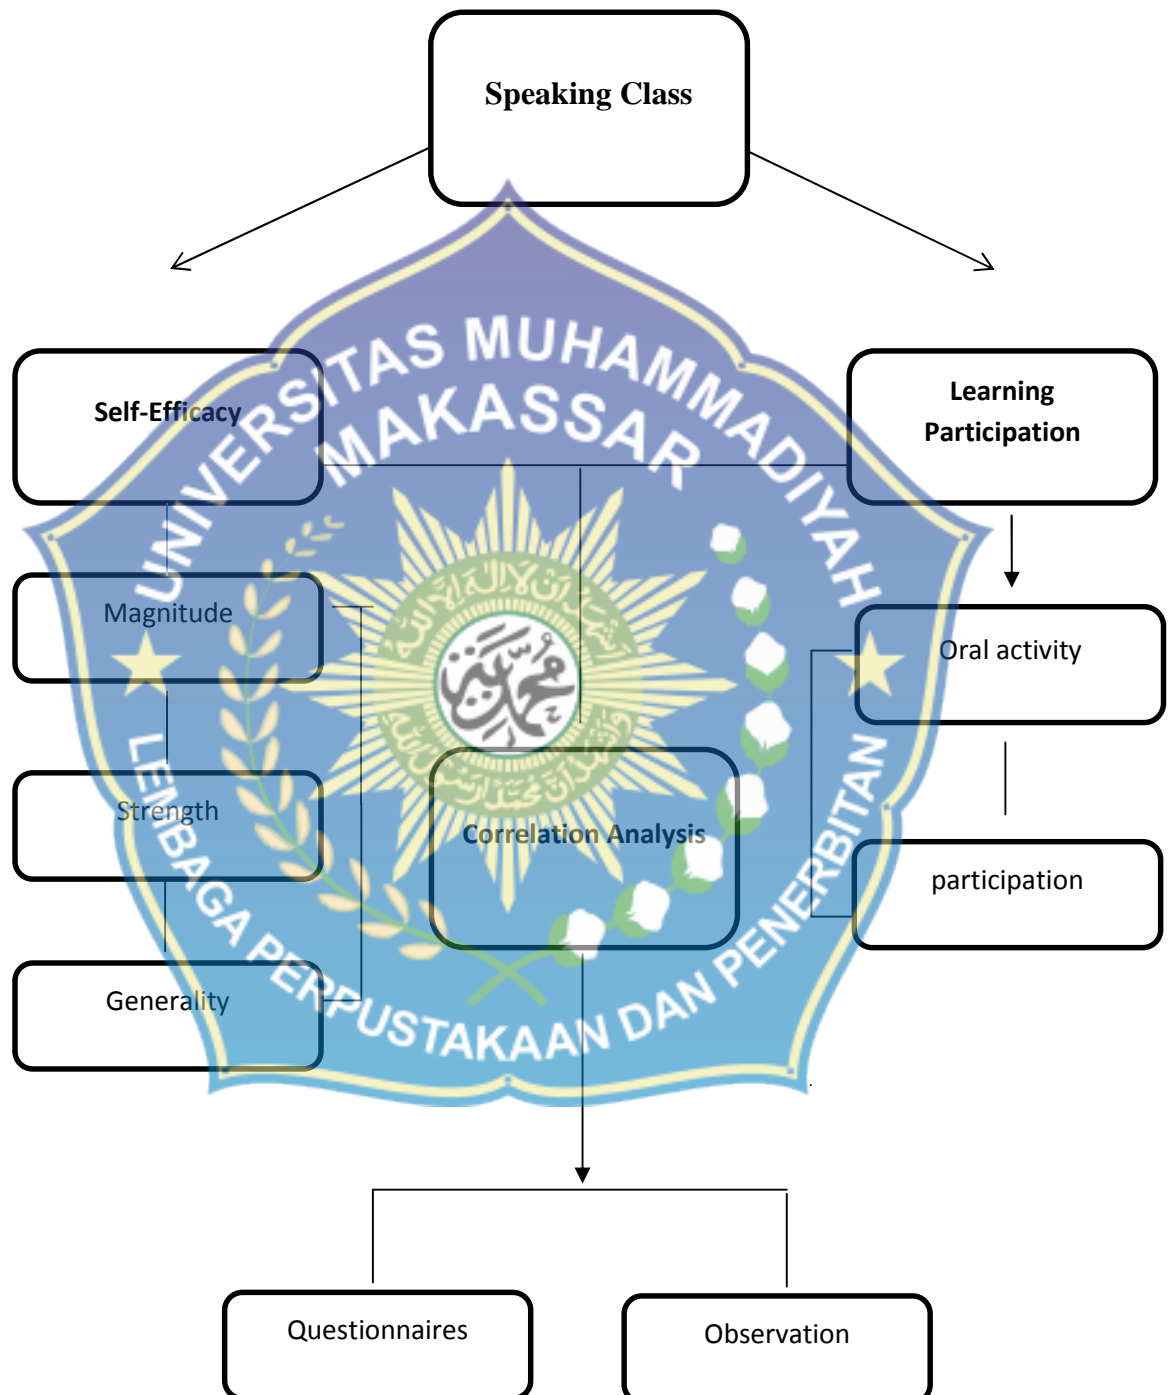 Speaking Class
UNIVERSITAS MUHAMMADIYAH
MAKASSAR
Self-Efficacy
Learning
Participation
Magnitude
Oral activity
Strength
Correlation Analysis
participation
Generality
LEMBAGA PERPUSTAKAAN DAN PENERBITAN
Questionnaires
Observation